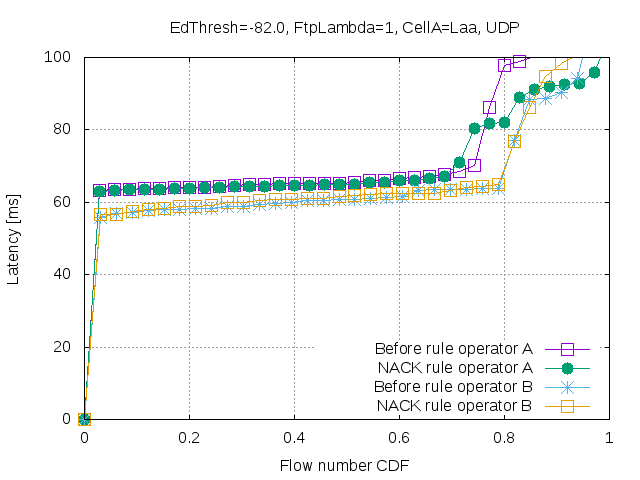 EdThresh=-82.0, FtpLambda=1, CellA=Laa, UDP
100
80
60
40
20
0
Latency [ms]
Before rule operator A
NACK rule operator A
Before rule operator B
NACK rule operator B
0 0.2 0.4 0.6 0.8 1
Flow number CDF